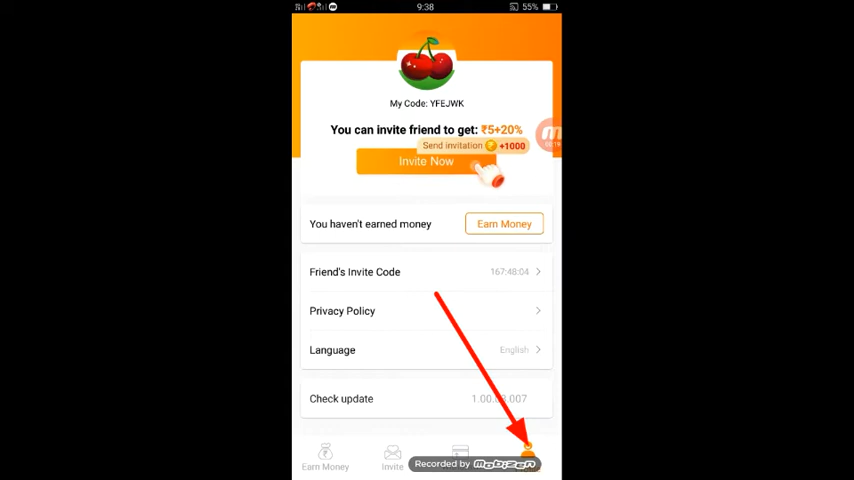 9:38
55%
My Code: YFEJWK
You can invite friend to get: ₹5+20%
Send invitation +1000
Invite Now
You haven't earned money
Earn Money
Friend's Invite Code
167:48:04
Privacy Policy
Language
English
Check update
Earn Money
Invite
Recorded by mobizen